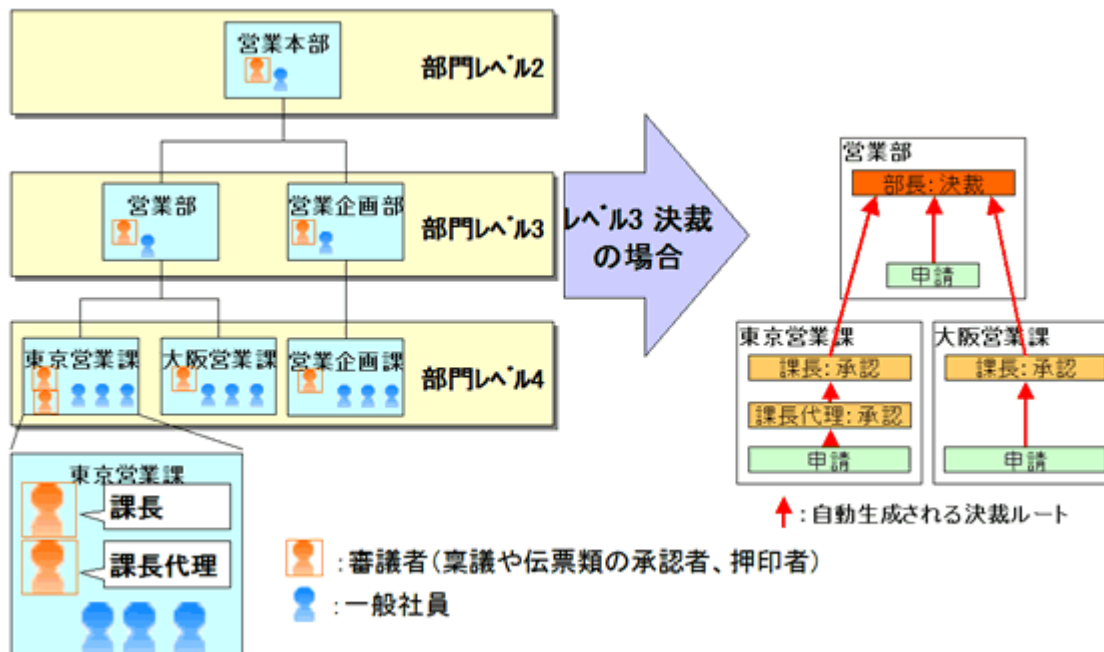 営業本部
部門レベル2
営業部
営業企画部
部門レベル3
東京営業課
大阪営業課
営業企画課
部門レベル4
東京営業課
課長
課長代理
レベル3 決裁
の場合
営業部
部長:決裁
申請
東京営業課
課長:承認
課長代理:承認
申請
大阪営業課
課長:承認
申請
:自動生成される決裁ルート
:審議者(稟議や伝票類の承認者、押印者)
:一般社員